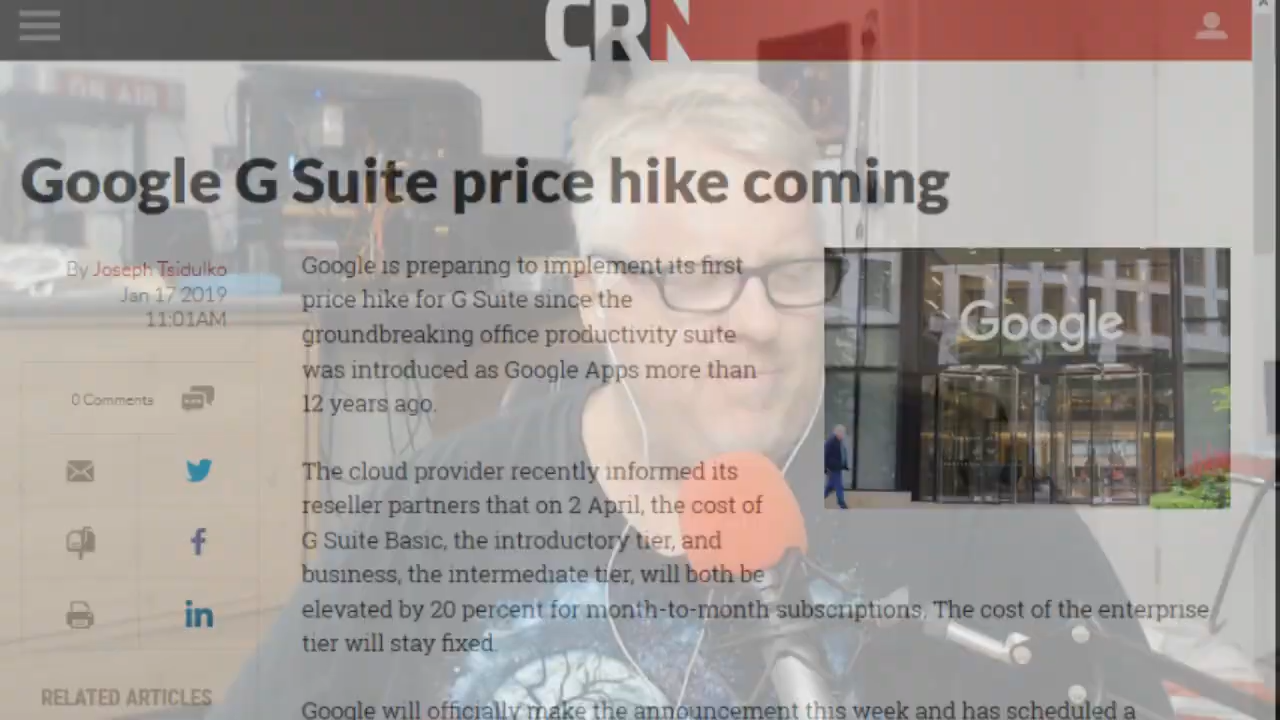 CRN
ON AIR
Google G Suite price hike coming
By Joseph Tsidulko
Jan 17 2019
11:01AM
0 Comments
RELATED ARTICLES
Google is preparing to implement its first
price hike for G Suite since the
groundbreaking office productivity suite
was introduced as Google Apps more than
12 years ago.
Google
The cloud provider recently informed its
reseller partners that on 2 April, the cost of
G Suite Basic, the introductory tier, and
business, the intermediate tier, will both be
elevated by 20 percent for month-to-month subscriptions. The cost of the enterprise
tier will stay fixed.
Google will officially make the announcement this week and has scheduled a